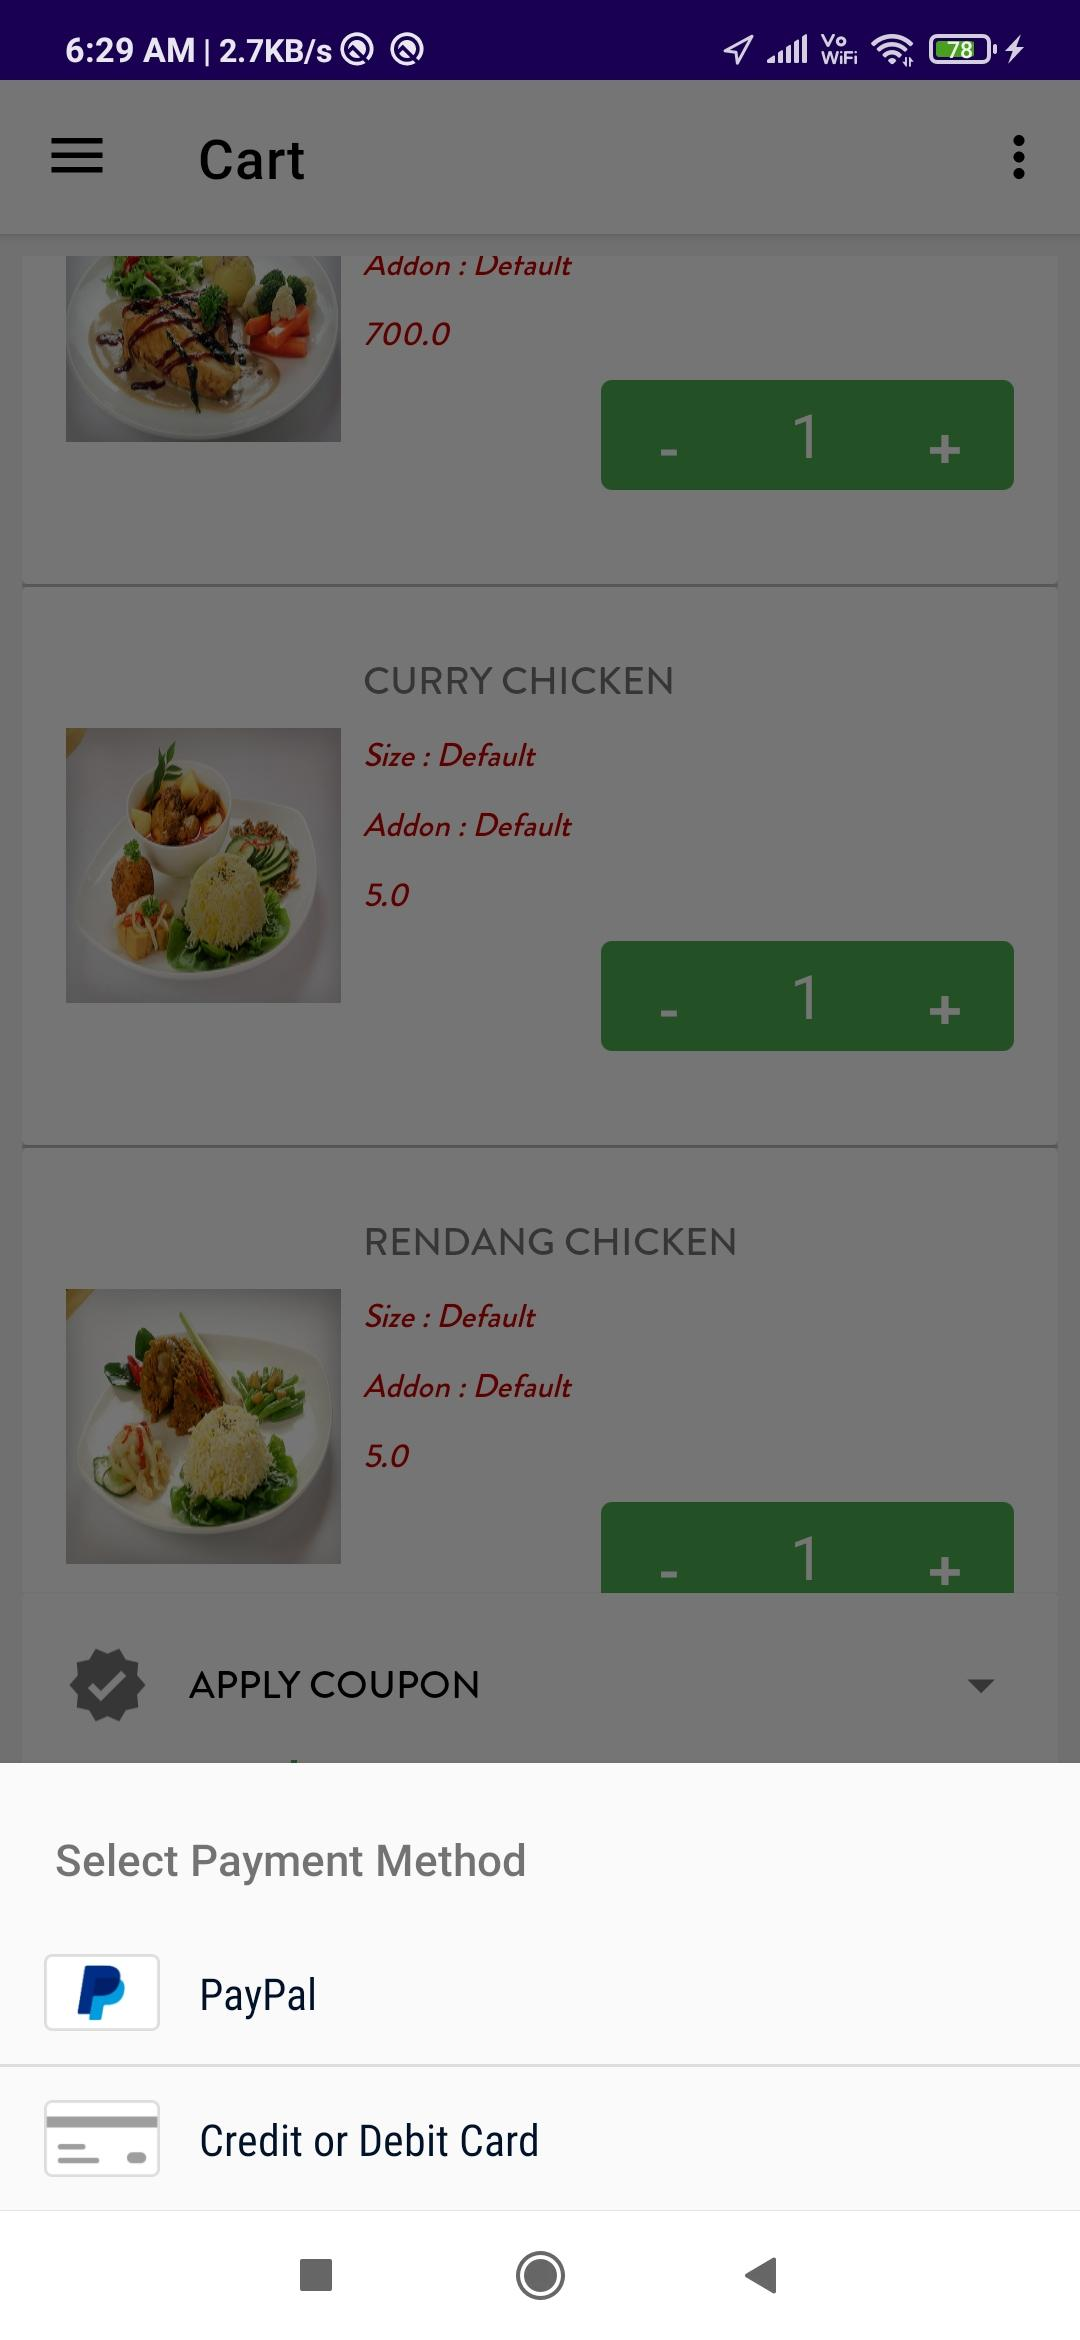 6:29 AM | 2.7KB/s
Vo
WiFi
78
Cart
Addon : Default
700.0
- 1 +
CURRY CHICKEN
Size : Default
Addon : Default
5.0
- 1 +
RENDANG CHICKEN
Size : Default
Addon : Default
5.0
- 1 +
APPLY COUPON
Select Payment Method
PayPal
Credit or Debit Card